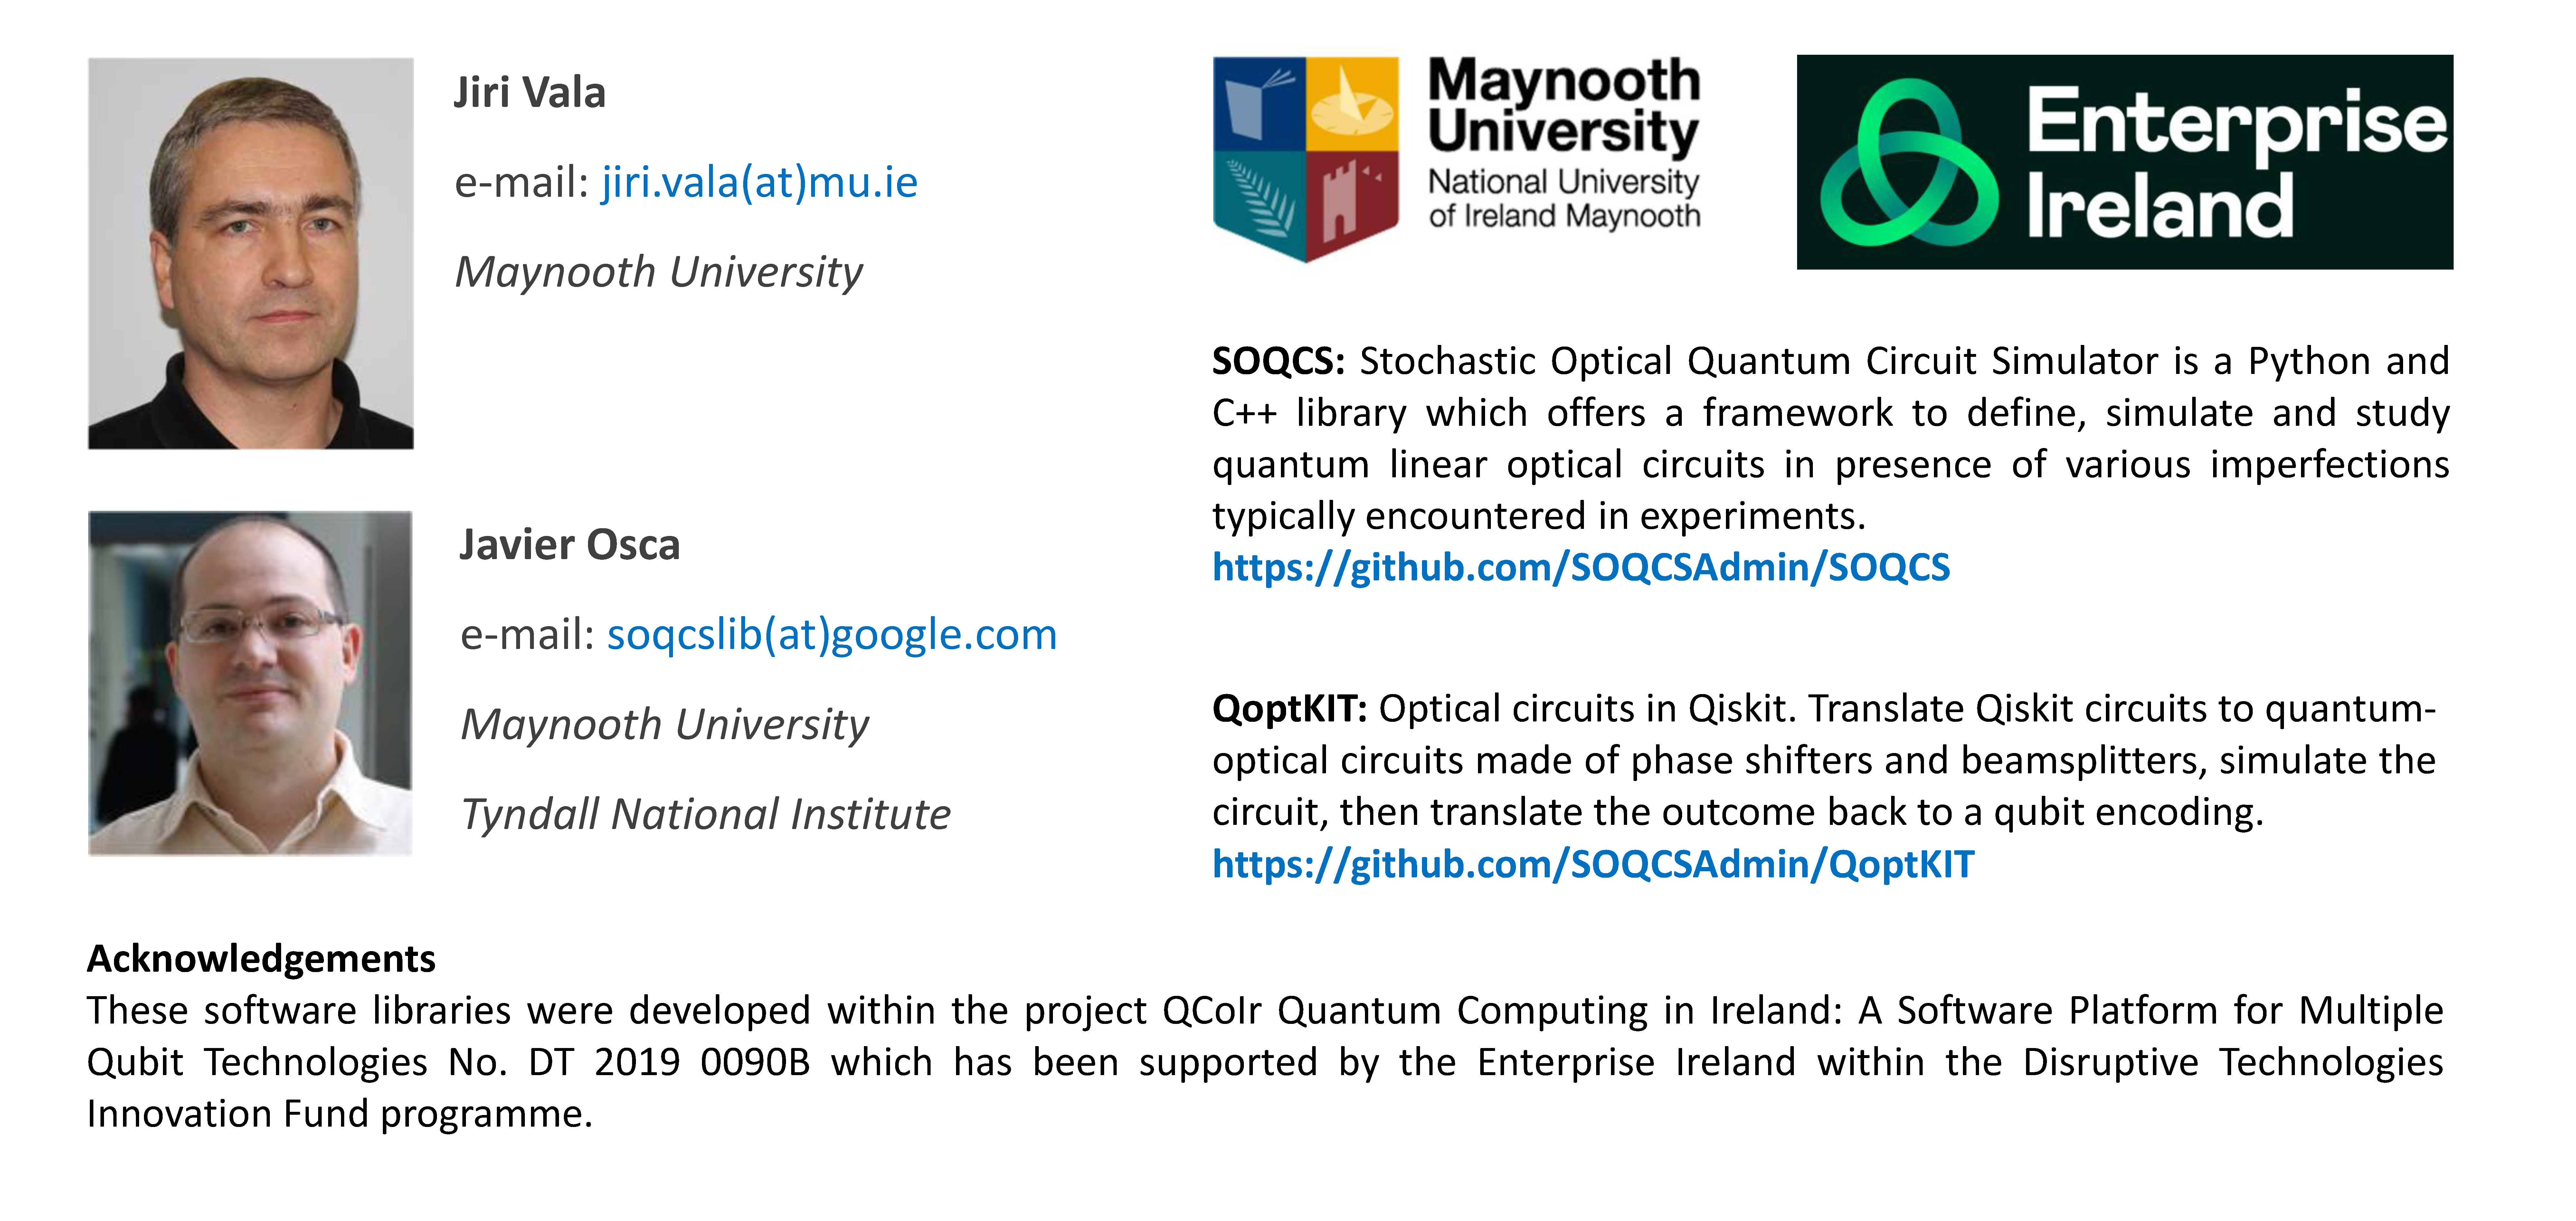 Jiri Vala
e-mail: jiri.vala(at)mu.ie
Maynooth University
Javier Osca
e-mail: soqcslib(at)google.com
Maynooth University
Tyndall National Institute
Maynooth
University
National University
of Ireland Maynooth
Enterprise
Ireland
SOQCS: Stochastic Optical Quantum Circuit Simulator is a Python and
C++ library which offers a framework to define, simulate and study
quantum linear optical circuits in presence of various imperfections
typically encountered in experiments.
https://github.com/SOQCSAdmin/SOQCS
QoptKIT: Optical circuits in Qiskit. Translate Qiskit circuits to quantum-
optical circuits made of phase shifters and beamsplitters, simulate the
circuit, then translate the outcome back to a qubit encoding.
https://github.com/SOQCSAdmin/QoptKIT
Acknowledgements
These software libraries were developed within the project QCoIr Quantum Computing in Ireland: A Software Platform for Multiple
Qubit Technologies No. DT 2019 0090B which has been supported by the Enterprise Ireland within the Disruptive Technologies
Innovation Fund programme.